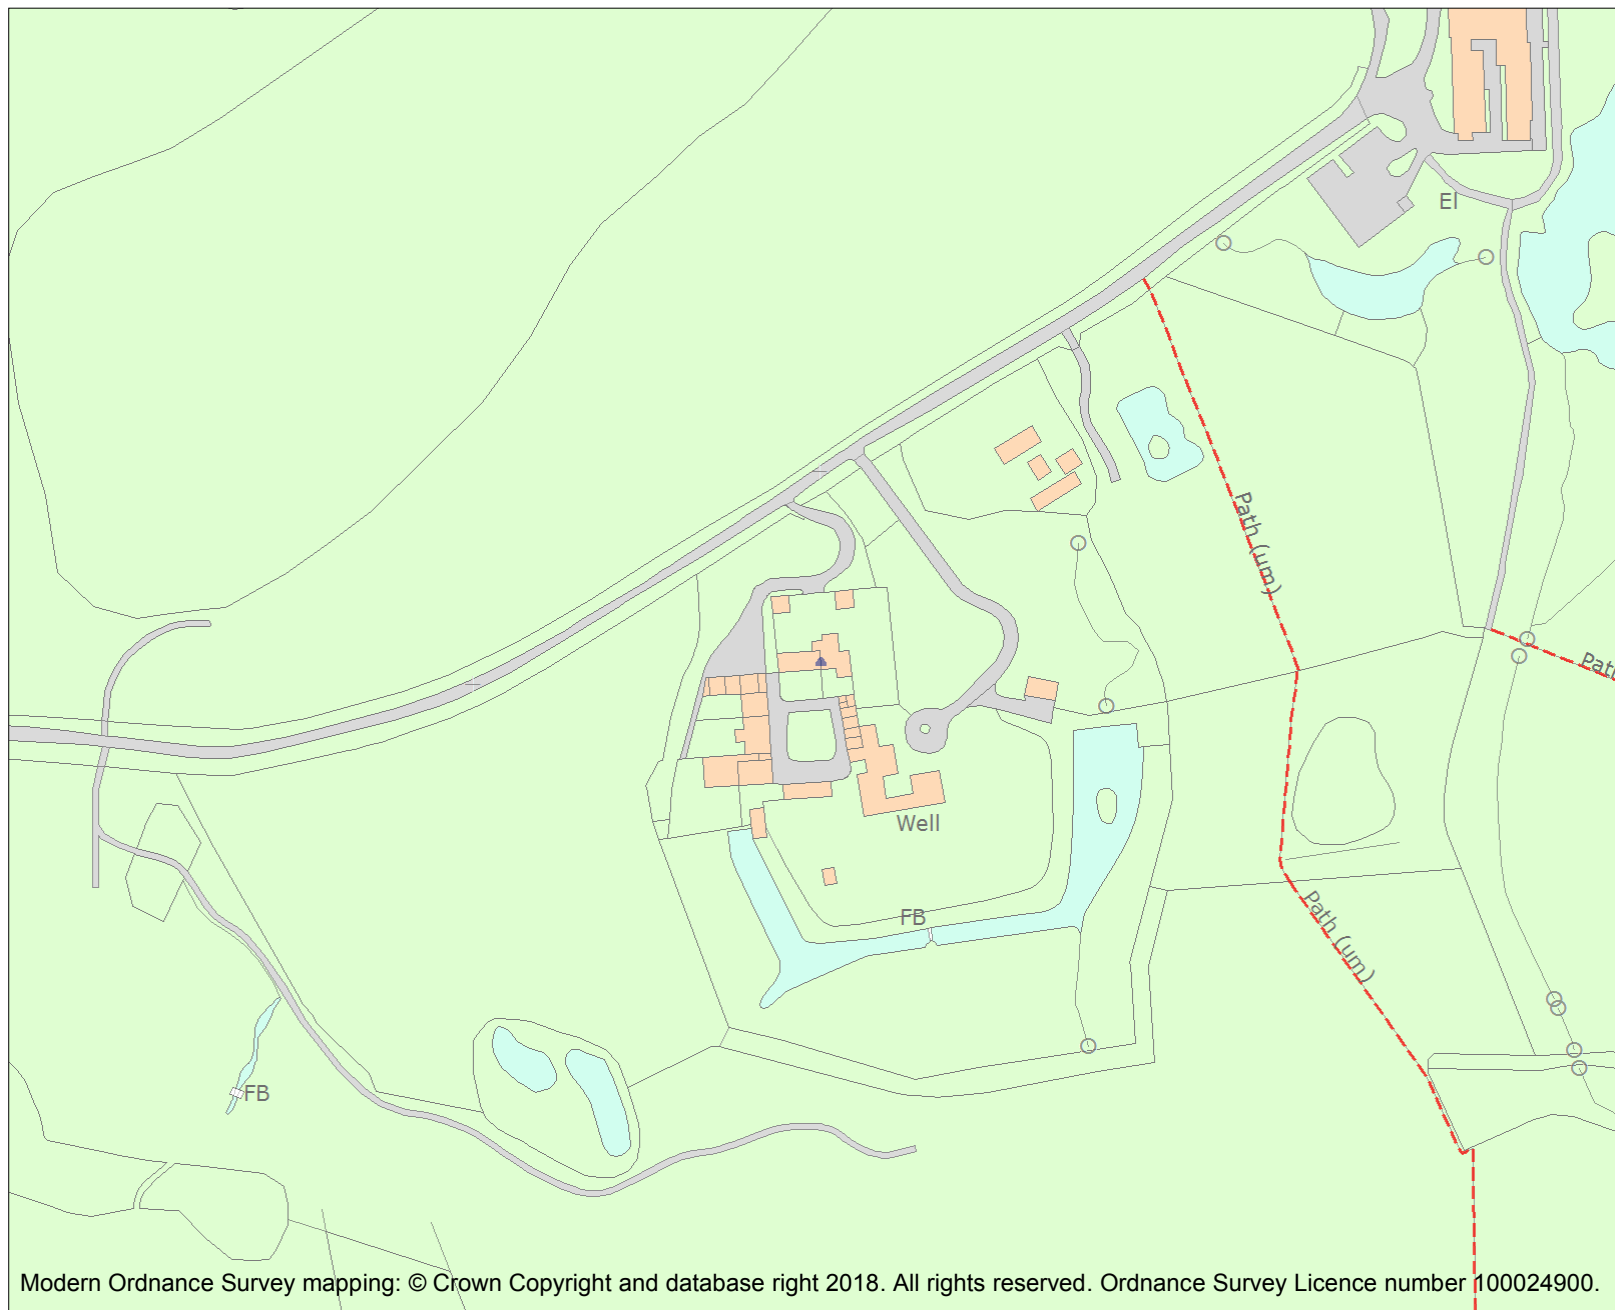 El
Path (um)
Path
Well
FB
Path (um)
FB
Modern Ordnance Survey mapping: © Crown Copyright and database right 2018. All rights reserved. Ordnance Survey Licence number 100024900.